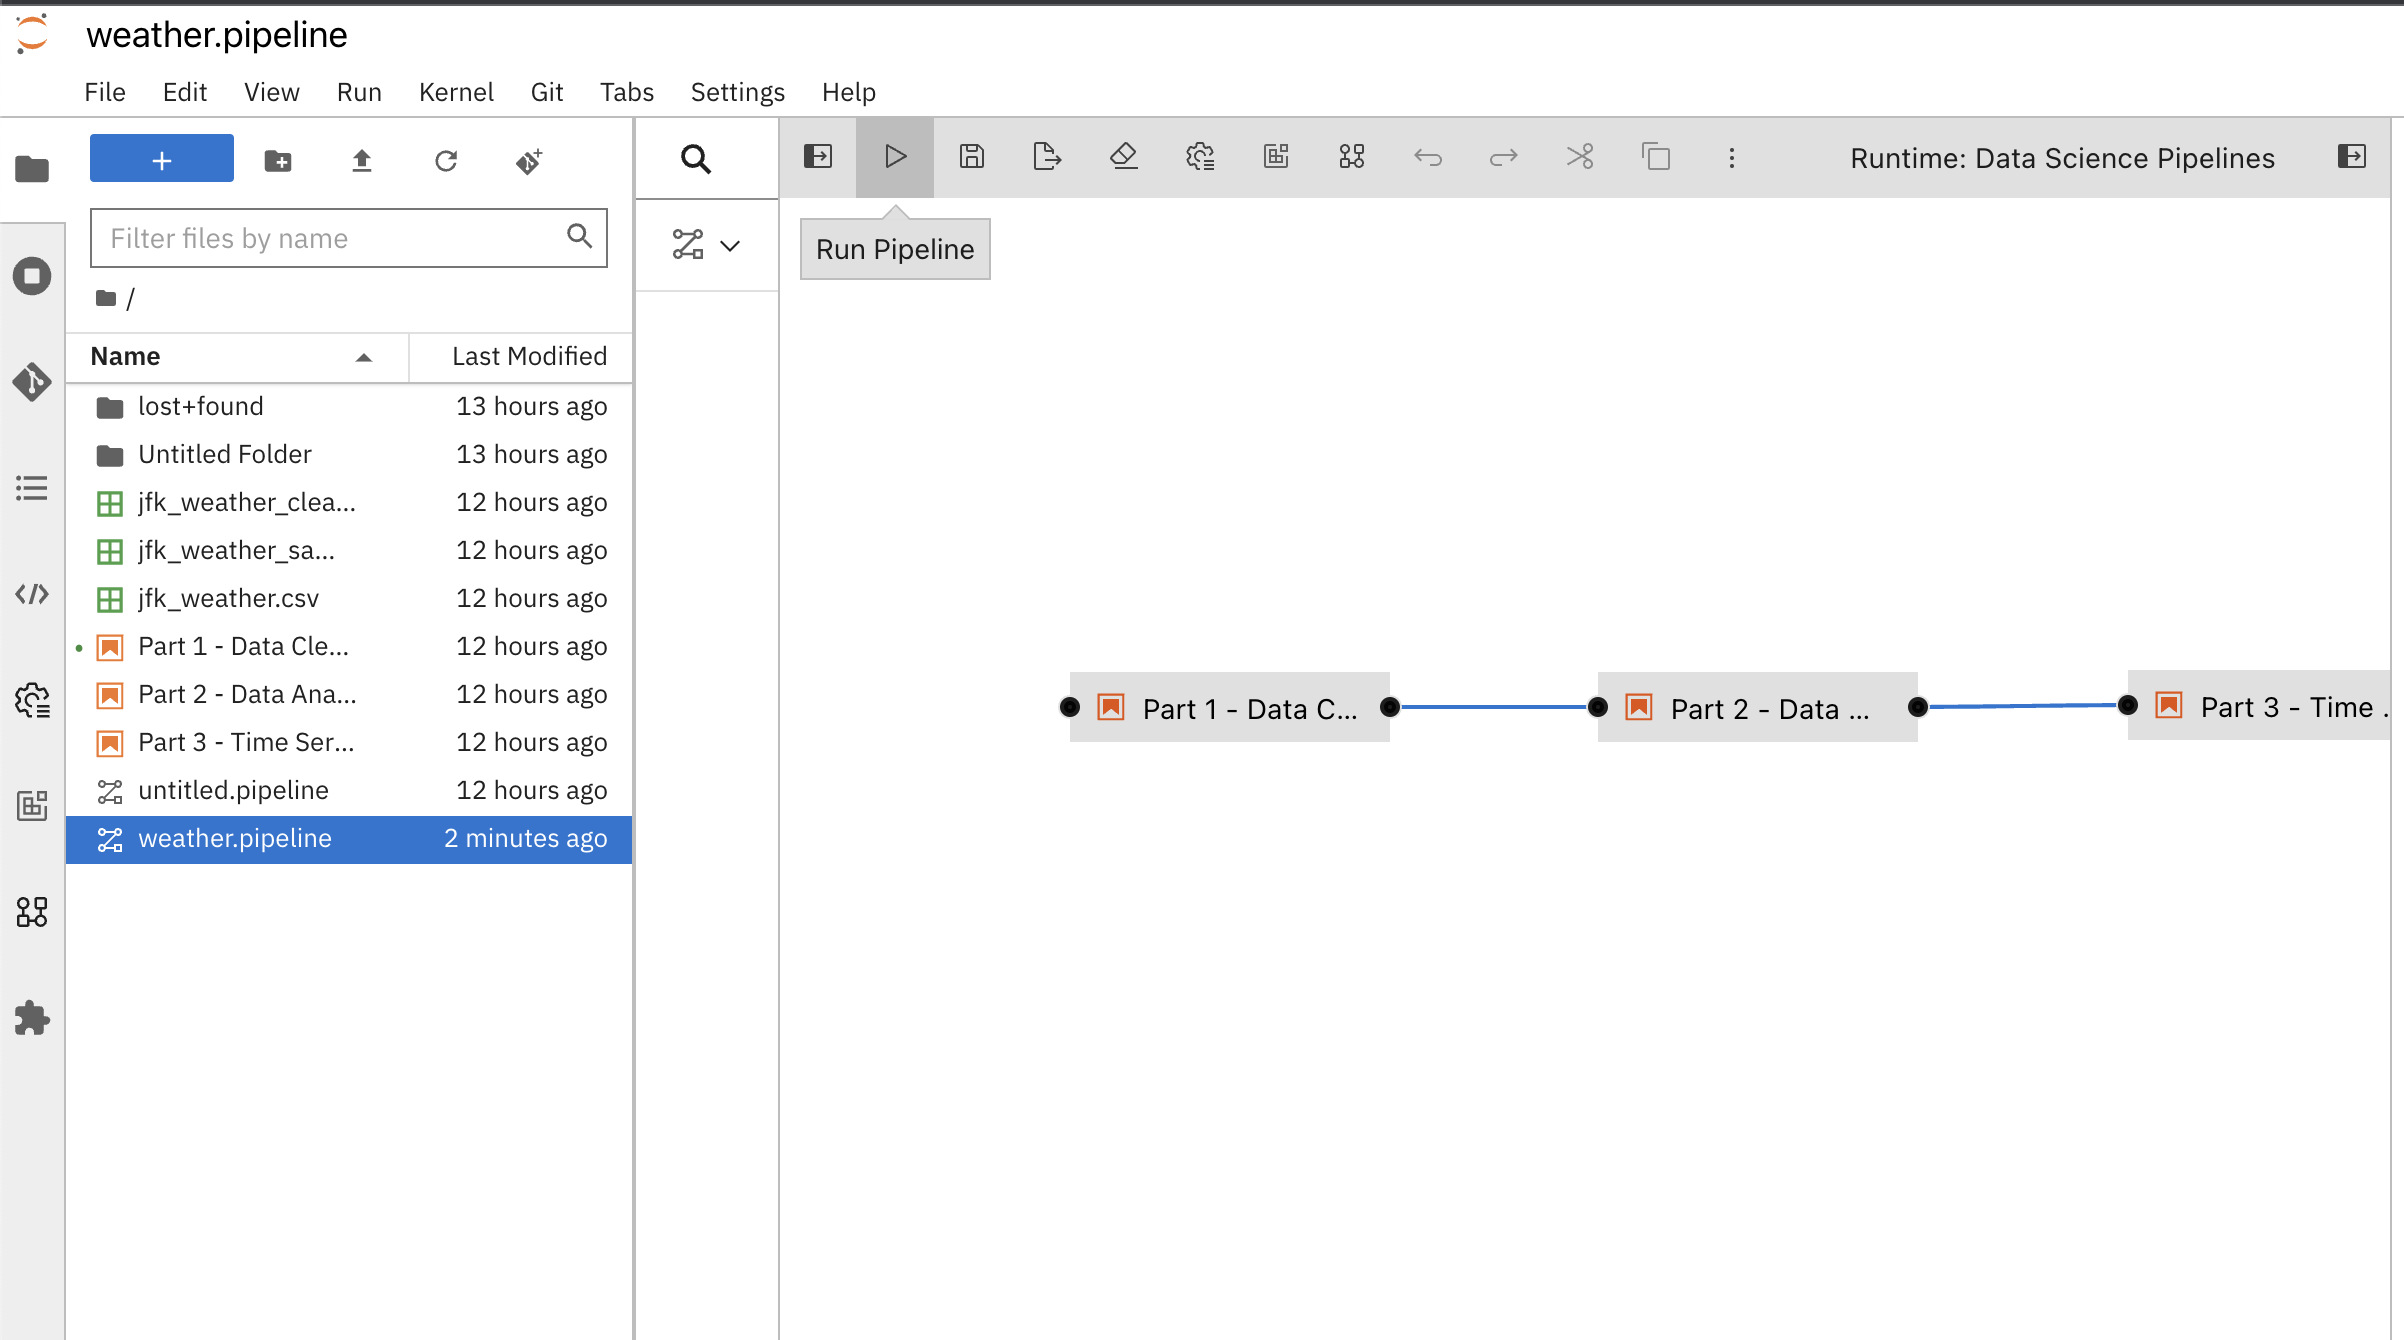 weather.pipeline
File Edit View Run Kernel Git Tabs Settings Help
Runtime: Data Science Pipelines
Filter files by name
Run Pipeline
/
Name Last Modified
lost+found 13 hours ago
Untitled Folder 13 hours ago
jfk_weather_clea... 12 hours ago
jfk_weather_sa... 12 hours ago
jfk_weather.csv 12 hours ago
Part 1 - Data Cle... 12 hours ago
Part 2 - Data Ana... 12 hours ago
Part 3 - Time Ser... 12 hours ago
untitled.pipeline 12 hours ago
weather.pipeline 2 minutes ago
Part 1 - Data C... Part 2 - Data ... Part 3 - Time .